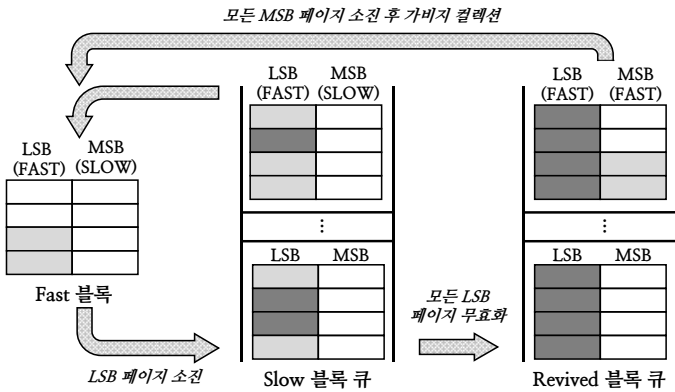 모든 MSB 페이지 소진 후 가비지 컬렉션
LSB
(FAST)
MSB
(SLOW)
LSB
(FAST)
MSB
(FAST)
LSB
(FAST)
MSB
(SLOW)
⋮
⋮
LSB
MSB
LSB
MSB
Fast 블록
모든 LSB
페이지 무효화
LSB 페이지 소진
Slow 블록 큐
Revived 블록 큐